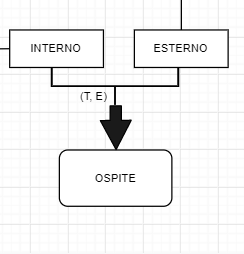 INTERNO
ESTERNO
(T, E)
OSPITE